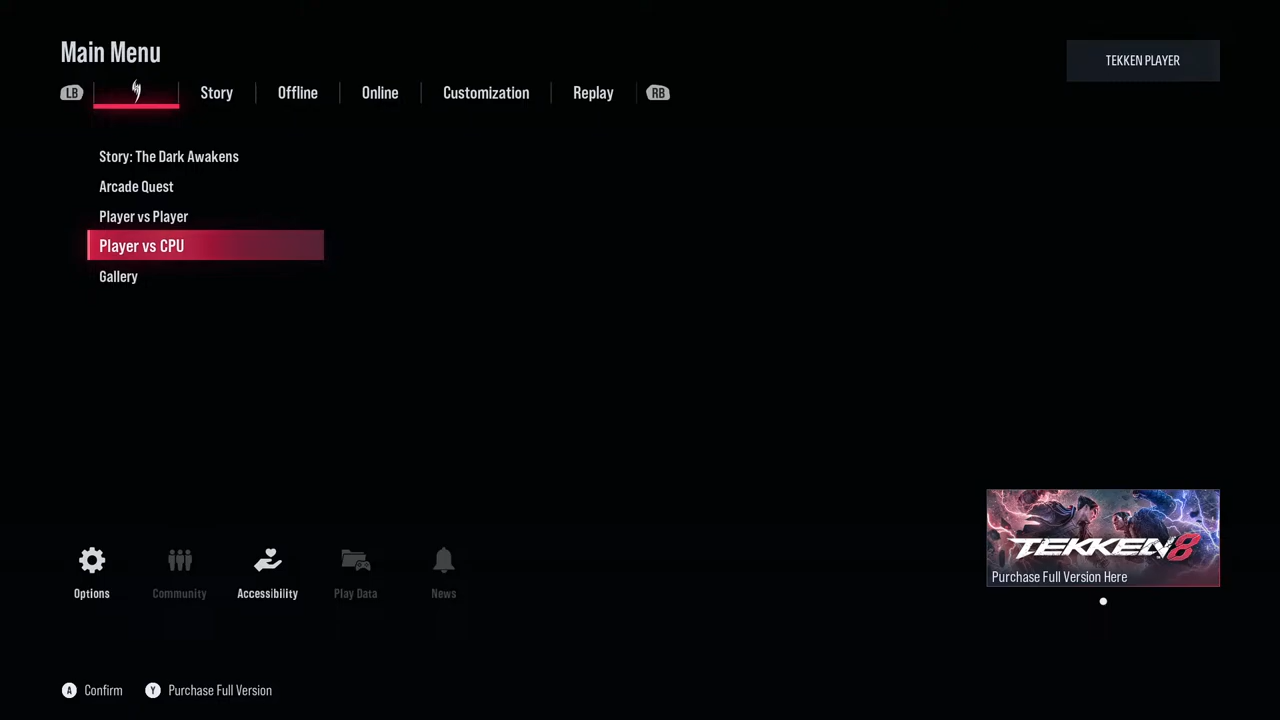 Main Menu
TEKKEN PLAYER
LB Story Offline Online Customization Replay RB
Story: The Dark Awakens
Arcade Quest
Player vs Player
Player vs CPU
Gallery
TEKKEN 8
Purchase Full Version Here
Options Community Accessibility Play Data News
A Confirm Y Purchase Full Version